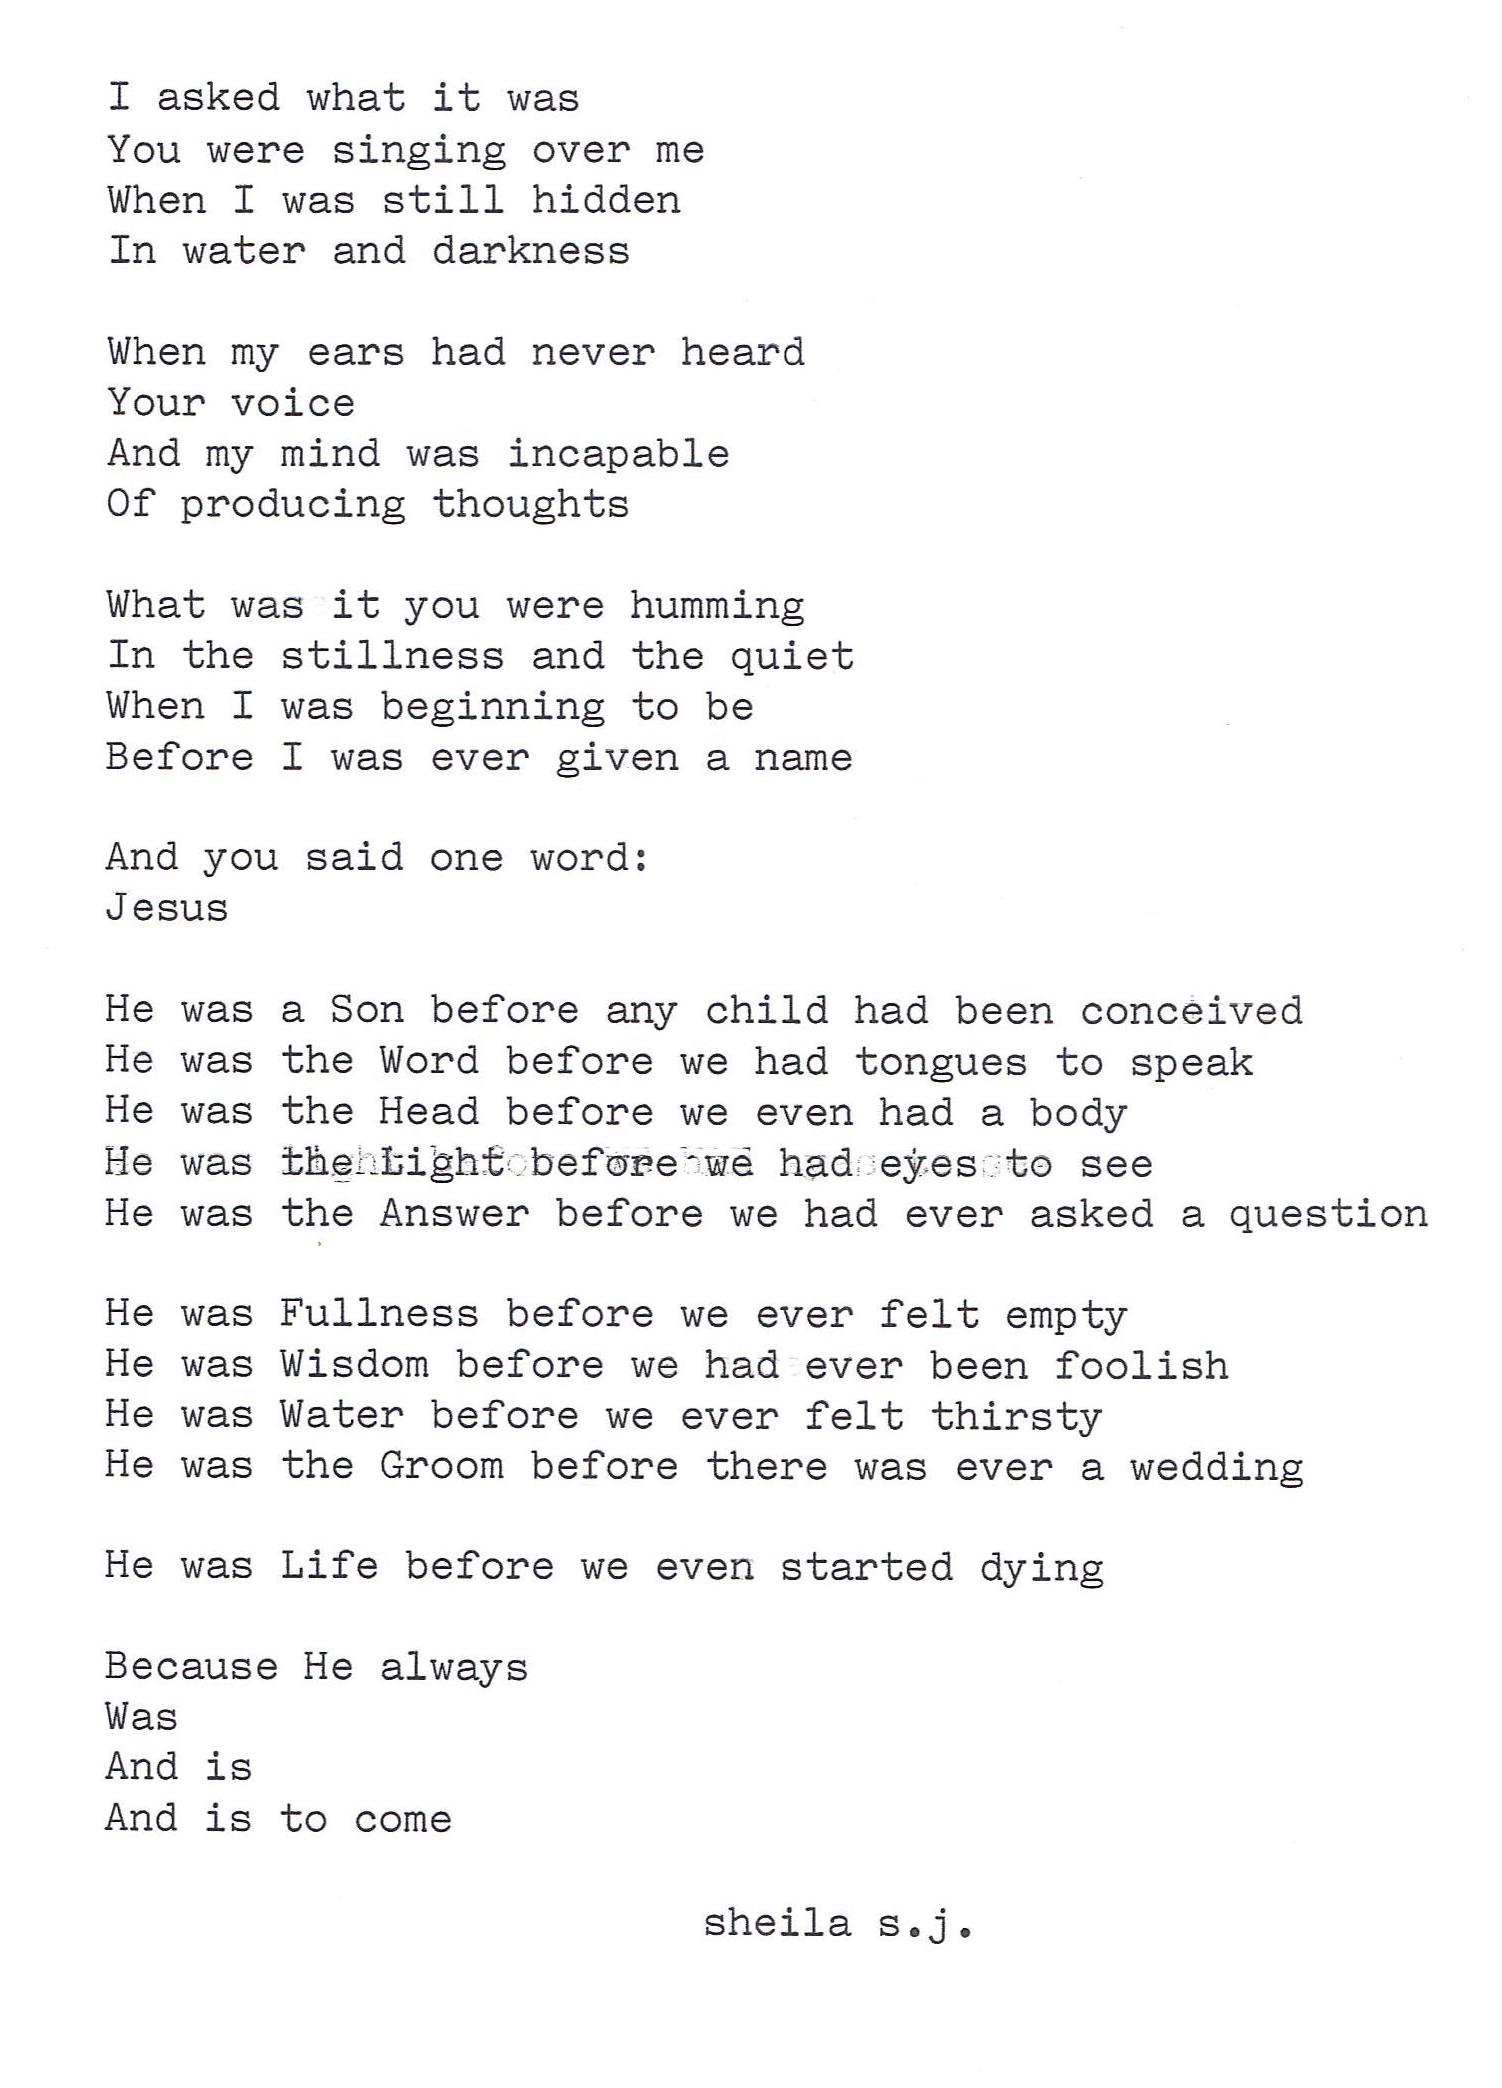 I asked what it was
You were singing over me
When I was still hidden
In water and darkness
When my ears had never heard
Your voice
And my mind was incapable
Of producing thoughts
What was it you were humming
In the stillness and the quiet
When I was beginning to be
Before I was ever given a name
And you said one word:
Jesus
He was a Son before any child had been conceived
He was the Word before we had tongues to speak
He was the Head before we even had a body
He was the Light before we had eyes to see
He was the Answer before we had ever asked a question
He was Fullness before we ever felt empty
He was Wisdom before we had ever been foolish
He was Water before we ever felt thirsty
He was the Groom before there was ever a wedding
He was Life before we even started dying
Because He always
Was
And is
And is to come
sheila s.j.